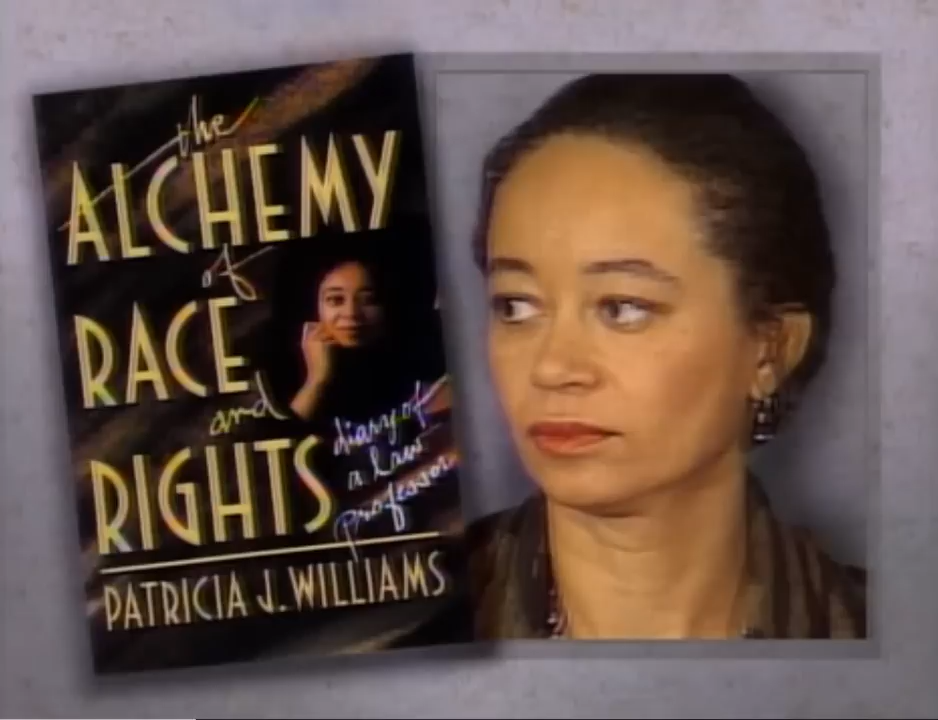 the
ALCHEMY
of
RACE
and
RIGHTS
diary of
a law
professor
PATRICIA J. WILLIAMS